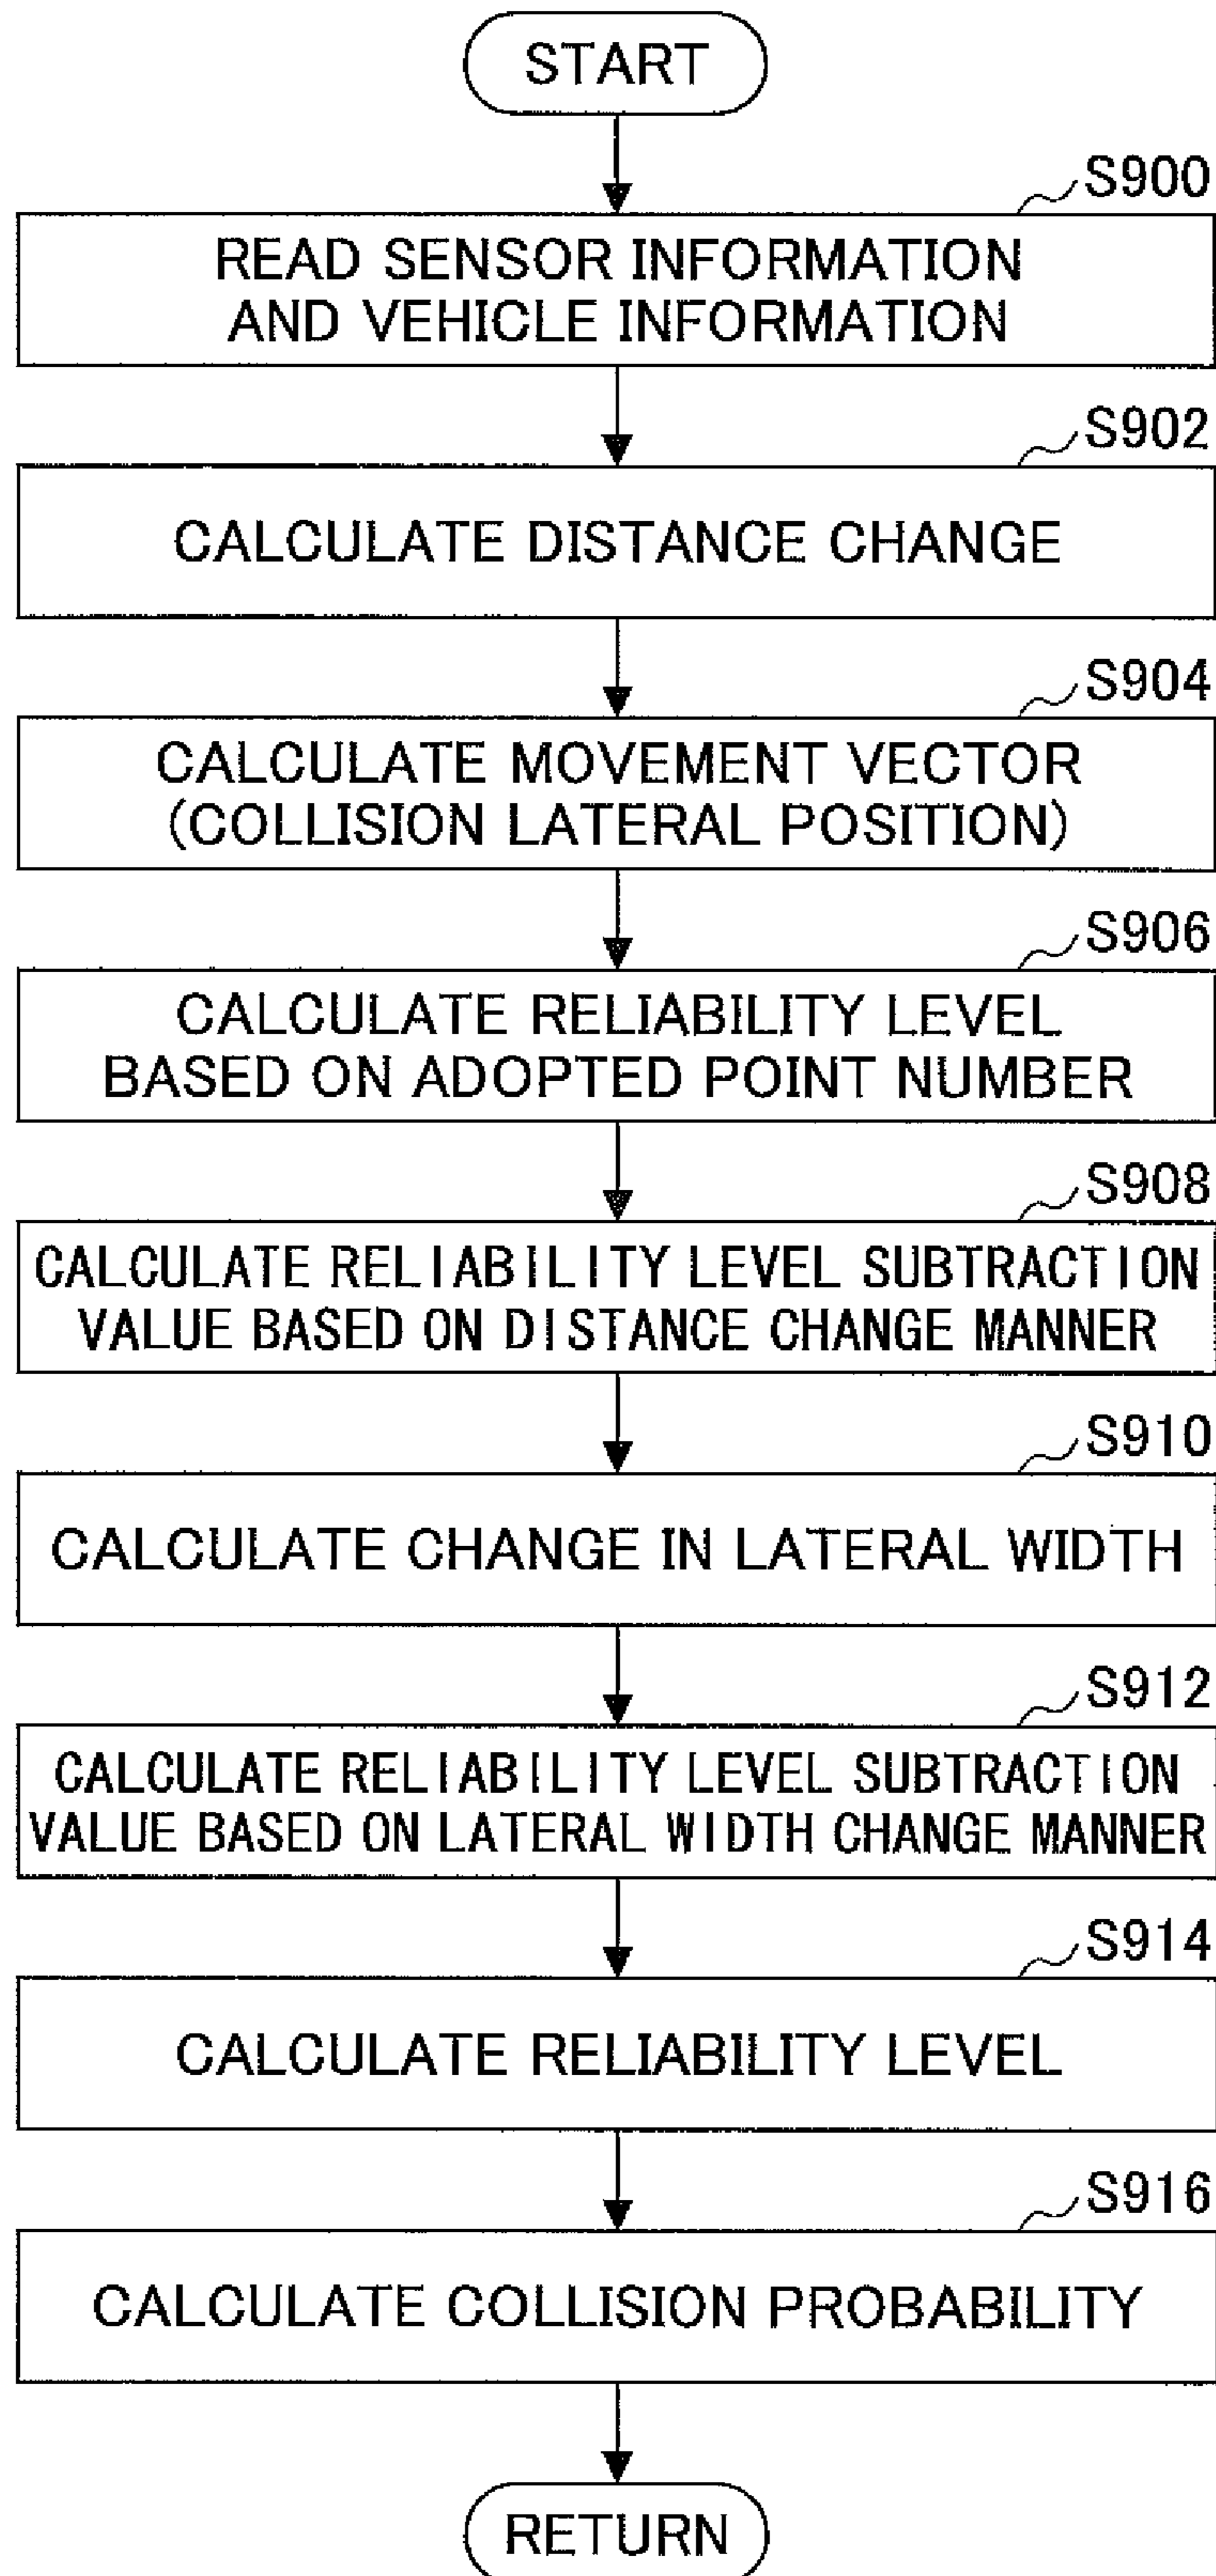 START
S900
READ SENSOR INFORMATION
AND VEHICLE INFORMATION
S902
CALCULATE DISTANCE CHANGE
S904
CALCULATE MOVEMENT VECTOR
(COLLISION LATERAL POSITION)
S906
CALCULATE RELIABILITY LEVEL
BASED ON ADOPTED POINT NUMBER
S908
CALCULATE RELIABILITY LEVEL SUBTRACTION
VALUE BASED ON DISTANCE CHANGE MANNER
S910
CALCULATE CHANGE IN LATERAL WIDTH
S912
CALCULATE RELIABILITY LEVEL SUBTRACTION
VALUE BASED ON LATERAL WIDTH CHANGE MANNER
S914
CALCULATE RELIABILITY LEVEL
S916
CALCULATE COLLISION PROBABILITY
RETURN